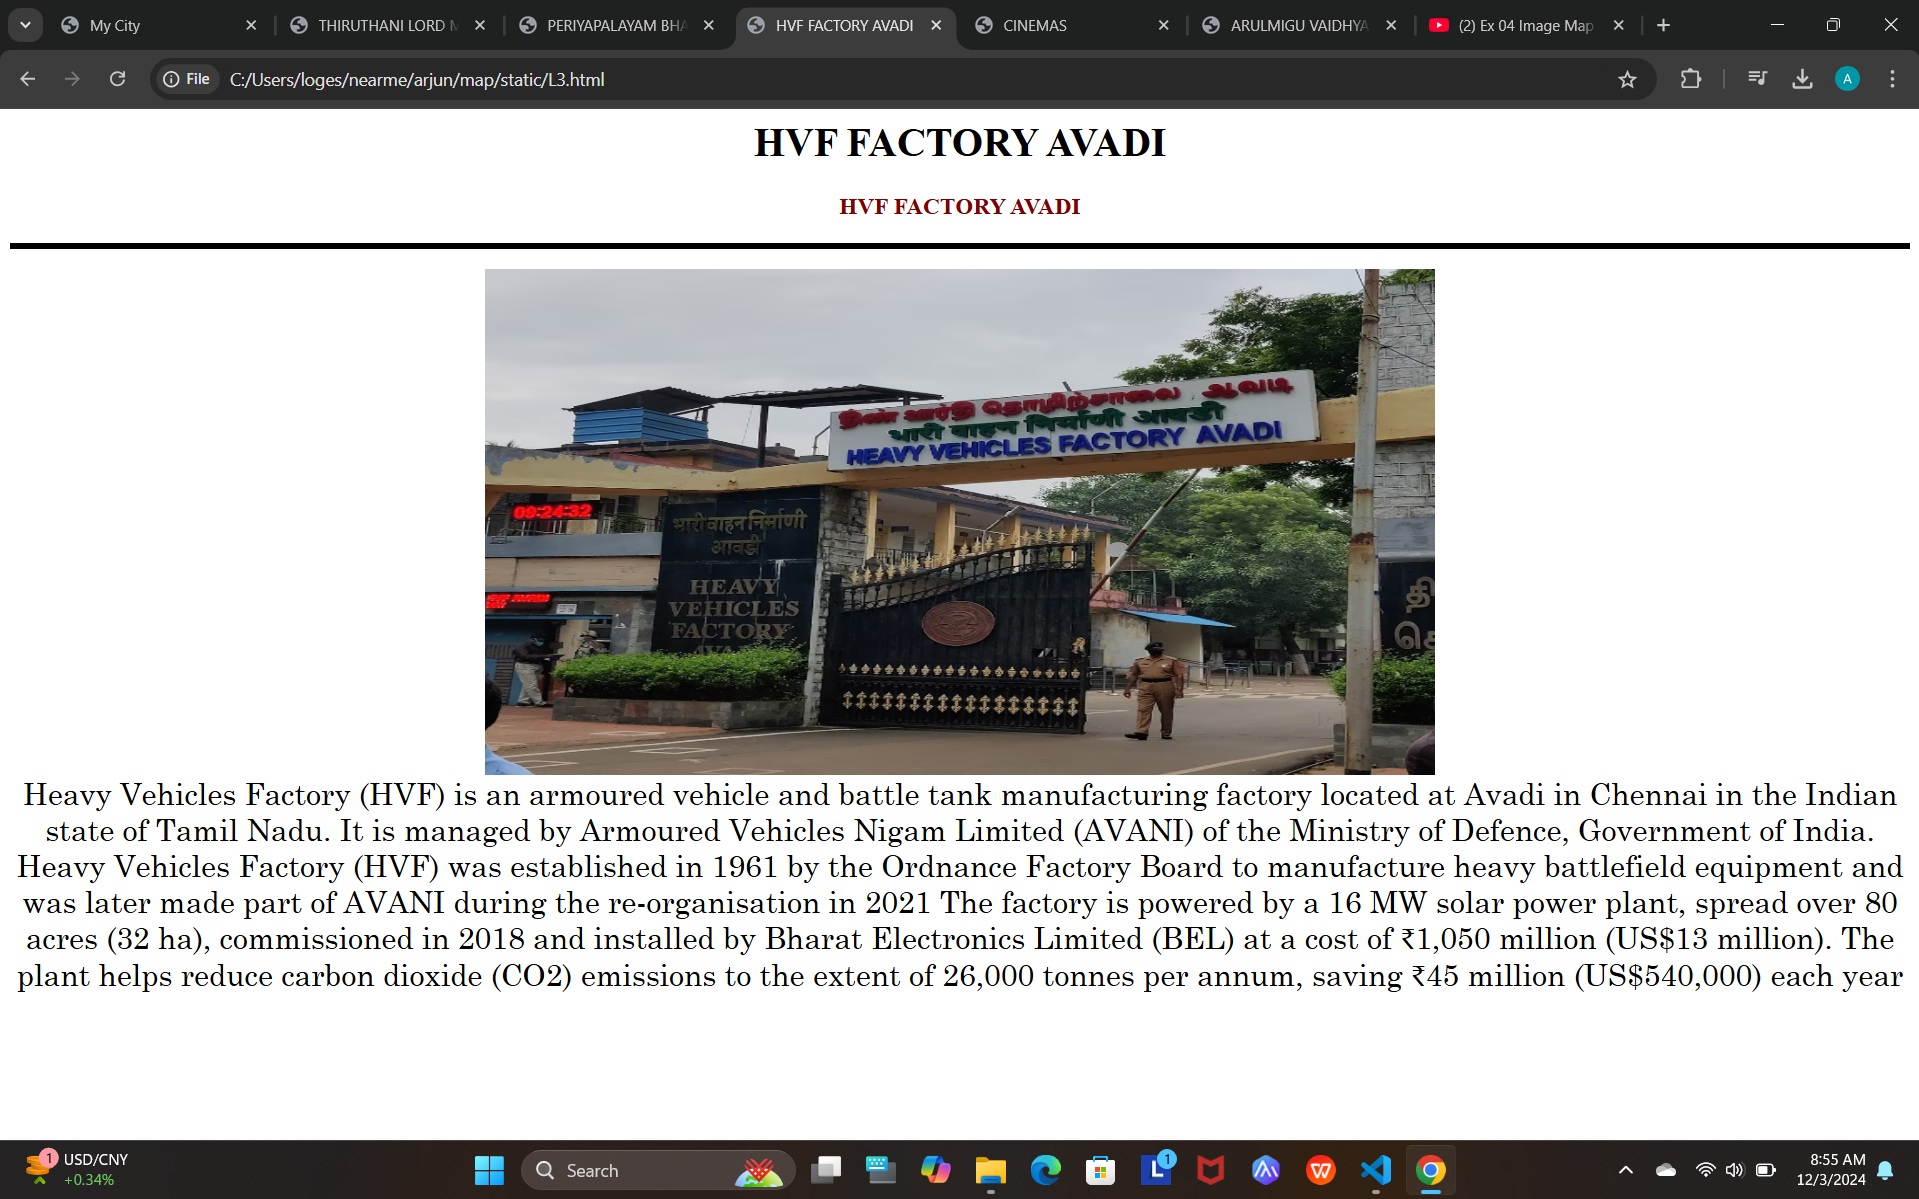 My City
THIRUTHANI LORD M
PERIYAPALAYAM BHA
HVF FACTORY AVADI
CINEMAS
ARULMIGU VAIDHYA
(2) Ex 04 Image Map
File
C:/Users/loges/nearme/arjun/map/static/L3.html
A
HVF FACTORY AVADI
HVF FACTORY AVADI
ஆவடி
भारी वाहन निर्माणी आवडी
HEAVY VEHICLES FACTORY AVADI
09:24:32
भारी वाहन निर्माणी
आवडी
HEAVY
VEHICLES
FACTORY
Heavy Vehicles Factory (HVF) is an armoured vehicle and battle tank manufacturing factory located at Avadi in Chennai in the Indian
state of Tamil Nadu. It is managed by Armoured Vehicles Nigam Limited (AVANI) of the Ministry of Defence, Government of India.
Heavy Vehicles Factory (HVF) was established in 1961 by the Ordnance Factory Board to manufacture heavy battlefield equipment and
was later made part of AVANI during the re-organisation in 2021 The factory is powered by a 16 MW solar power plant, spread over 80
acres (32 ha), commissioned in 2018 and installed by Bharat Electronics Limited (BEL) at a cost of ₹1,050 million (US$13 million). The
plant helps reduce carbon dioxide (CO2) emissions to the extent of 26,000 tonnes per annum, saving ₹45 million (US$540,000) each year
1
USD/CNY
+0.34%
Search
1
8:55 AM
12/3/2024